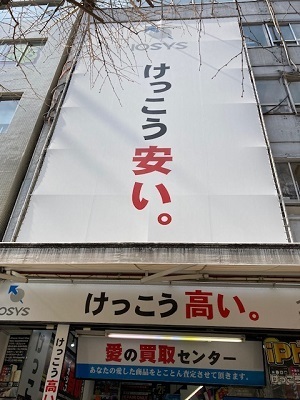 IOSYS
けっこう安い。
IOSYS
けっこう高い。
愛の買取センター
あなたの愛した商品をとことん査定させて頂きます。
けっこう高い